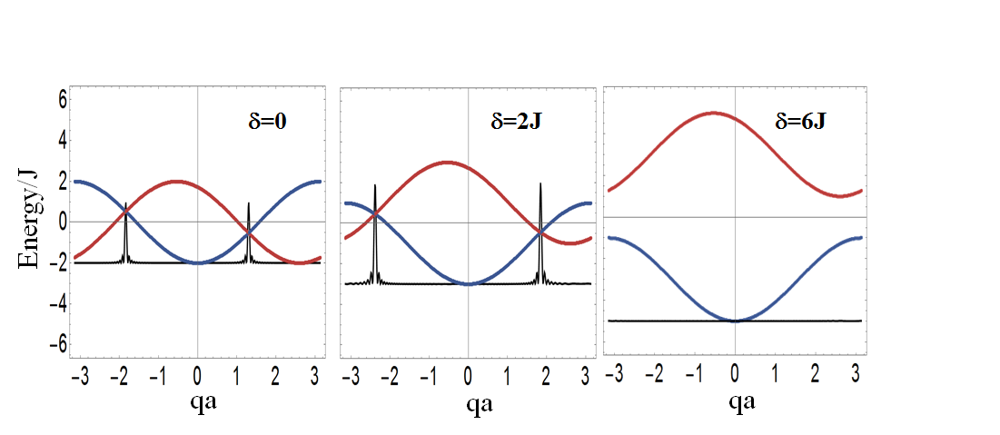 δ=0
δ=2J
δ=6J
Energy/J
6
4
2
0
−2
−4
−6
−3 −2 −1 0 1 2 3
−3 −2 −1 0 1 2 3
−3 −2 −1 0 1 2 3
qa
qa
qa